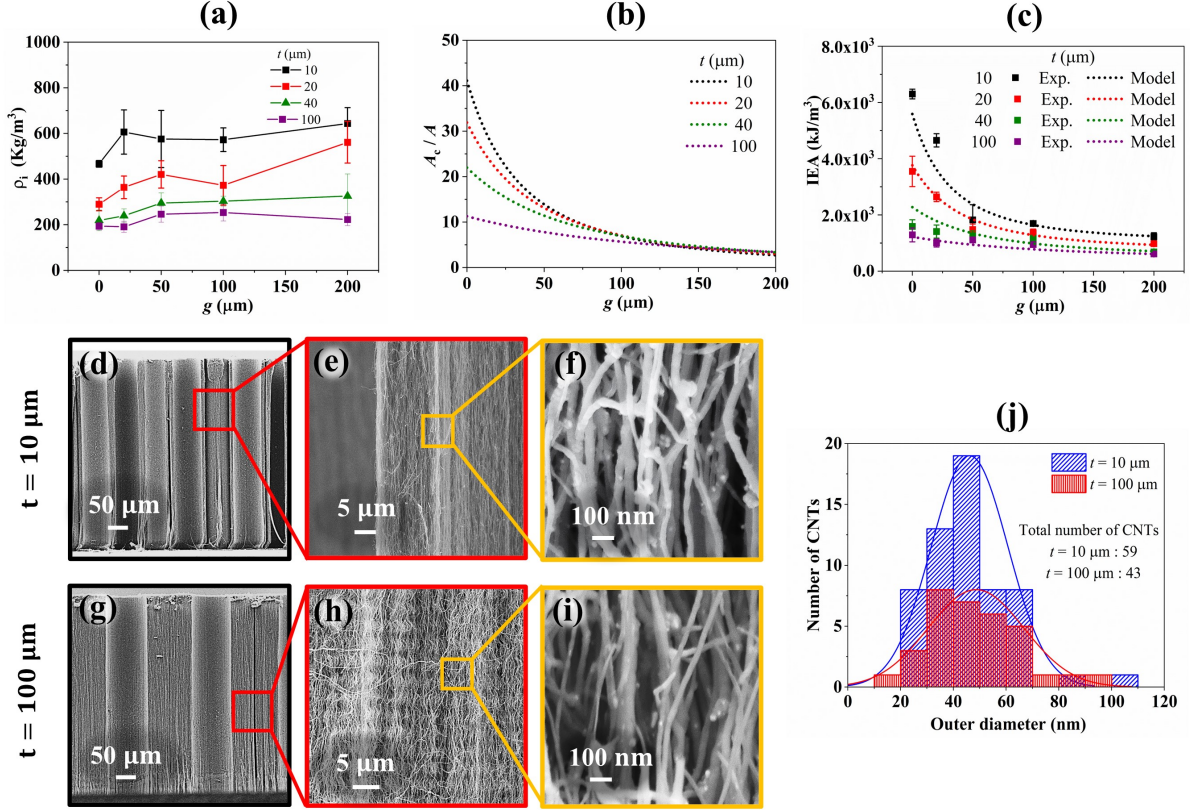 (a)
1000
800
600
400
200
0
ρi (Kg/m³)
t (μm)
10
20
40
100
0 50 100 150 200
g (μm)
(b)
50
40
30
20
10
0
Ac / A
t (μm)
10
20
40
100
0 50 100 150 200
g (μm)
(c)
9.0x10³
6.0x10³
3.0x10³
0.0
IEA (kJ/m³)
t (μm)
10 Exp. Model
20 Exp. Model
40 Exp. Model
100 Exp. Model
0 50 100 150 200
g (μm)
t = 10 μm
(d)
50 μm
(e)
5 μm
(f)
100 nm
t = 100 μm
(g)
50 μm
(h)
5 μm
(i)
100 nm
(j)
20
15
10
5
0
Number of CNTs
t = 10 μm
t = 100 μm
Total number of CNTs
t = 10 μm : 59
t = 100 μm : 43
0 20 40 60 80 100 120
Outer diameter (nm)